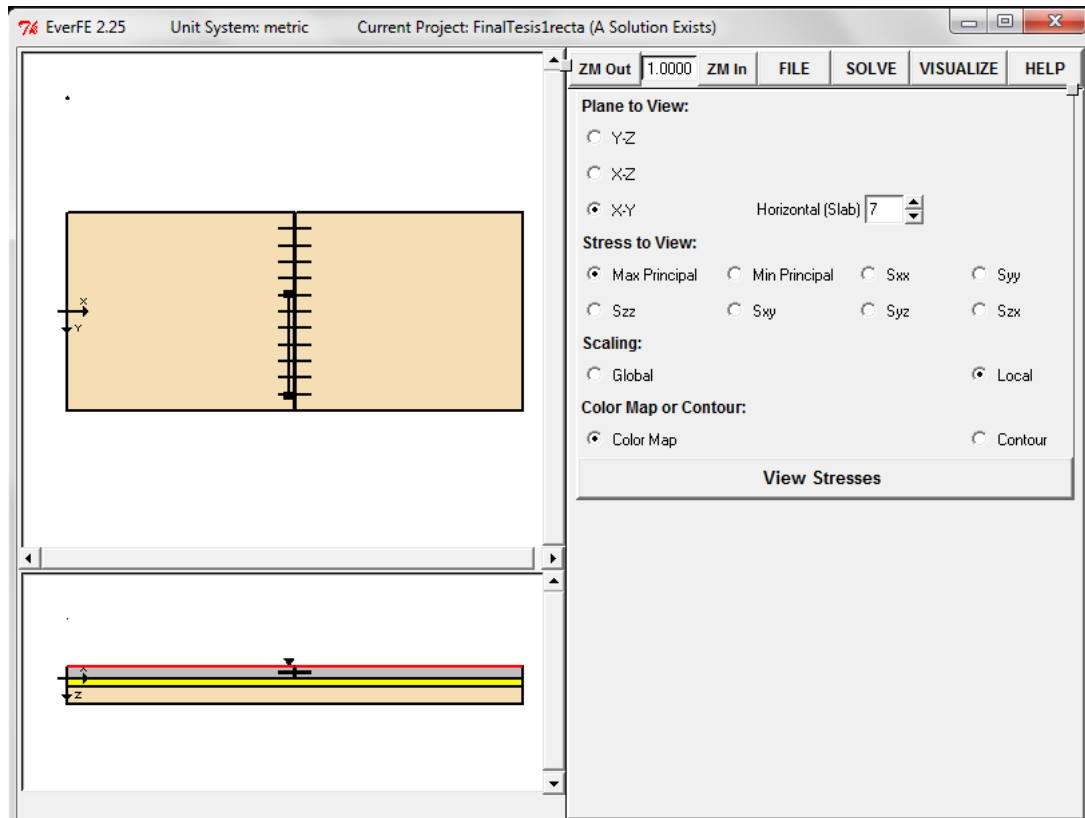 EverFE 2.25 Unit System: metric Current Project: FinalTesis1recta (A Solution Exists)
ZM Out 1.0000 ZM In FILE SOLVE VISUALIZE HELP
Plane to View:
Y-Z
X-Z
X-Y Horizontal (Slab) 7
Stress to View:
Max Principal Min Principal Sxx Syy
Szz Sxy Syz Szx
Scaling:
Global Local
Color Map or Contour:
Color Map Contour
View Stresses
X
Y
X
Z